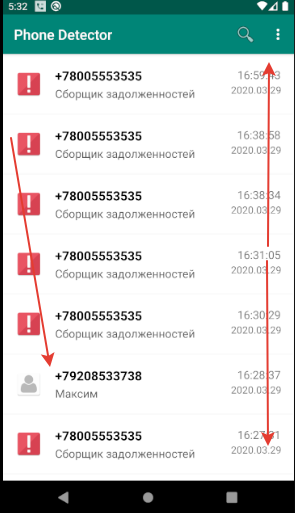 5:32
Phone Detector
+78005553535
16:59:43
Сборщик задолженностей
2020.03.29
+78005553535
16:38:58
Сборщик задолженностей
2020.03.29
+78005553535
16:38:34
Сборщик задолженностей
2020.03.29
+78005553535
16:31:05
Сборщик задолженностей
2020.03.29
+78005553535
16:30:29
Сборщик задолженностей
2020.03.29
+79208533738
16:28:37
Максим
2020.03.29
+78005553535
Сборщик задолженностей
2020.03.29